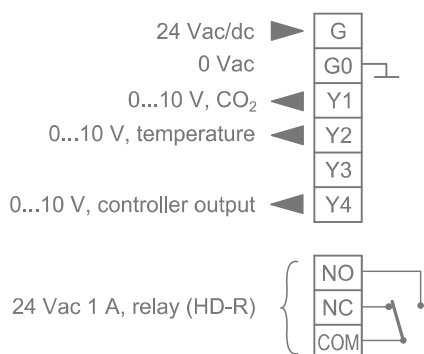 24 Vac/dc G
0 Vac G0
0...10 V, CO₂ Y1
0...10 V, temperature Y2
Y3
0...10 V, controller output Y4
NO
24 Vac 1 A, relay (HD-R) NC
COM